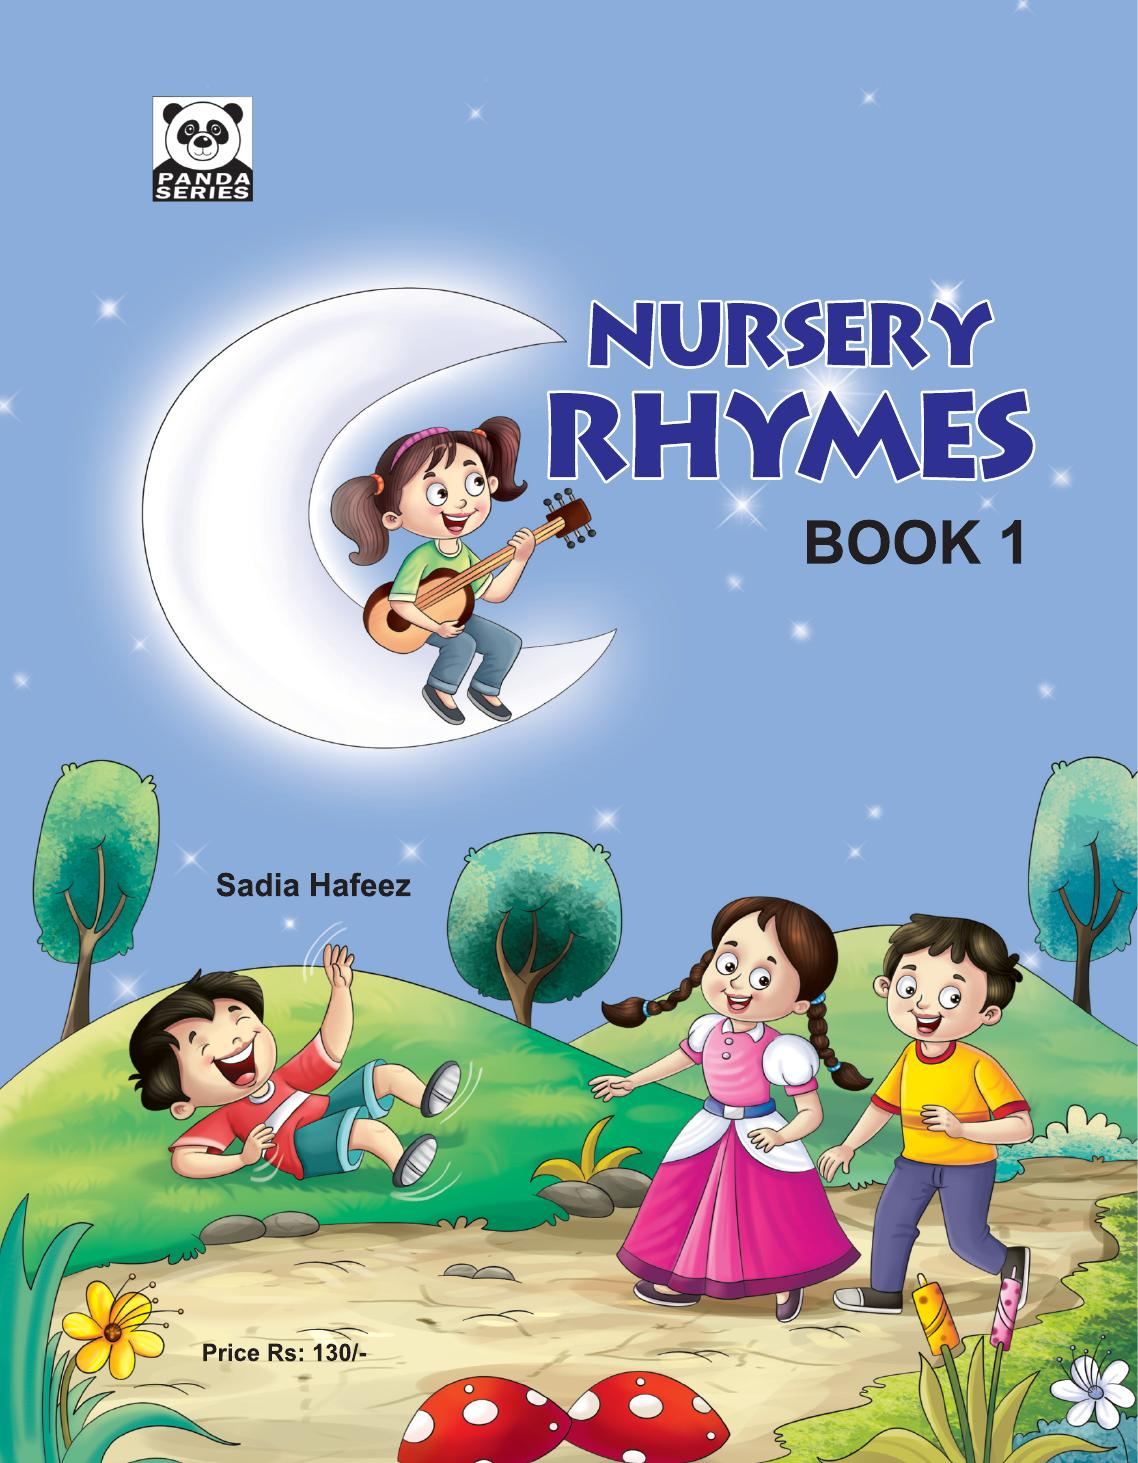 PANDA
SERIES
NURSERY
RHYMES
BOOK 1
Sadia Hafeez
Price Rs: 130/-